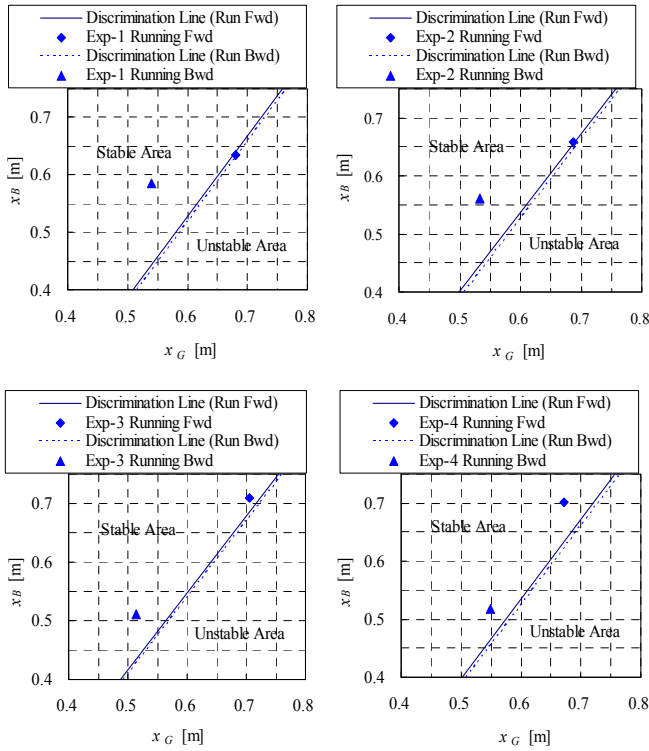 Discrimination Line (Run Fwd)
Exp-1 Running Fwd
Discrimination Line (Run Bwd)
Exp-1 Running Bwd
0.7
0.6
0.5
0.4
x B [m]
Stable Area
Unstable Area
0.4 0.5 0.6 0.7 0.8
x G [m]
Discrimination Line (Run Fwd)
Exp-2 Running Fwd
Discrimination Line (Run Bwd)
Exp-2 Running Bwd
0.7
0.6
0.5
0.4
x B [m]
Stable Area
Unstable Area
0.4 0.5 0.6 0.7 0.8
x G [m]
Discrimination Line (Run Fwd)
Exp-3 Running Fwd
Discrimination Line (Run Bwd)
Exp-3 Running Bwd
0.7
0.6
0.5
0.4
x B [m]
Stable Area
Unstable Area
0.4 0.5 0.6 0.7 0.8
x G [m]
Discrimination Line (Run Fwd)
Exp-4 Running Fwd
Discrimination Line (Run Bwd)
Exp-4 Running Bwd
0.7
0.6
0.5
0.4
x B [m]
Stable Area
Unstable Area
0.4 0.5 0.6 0.7 0.8
x G [m]